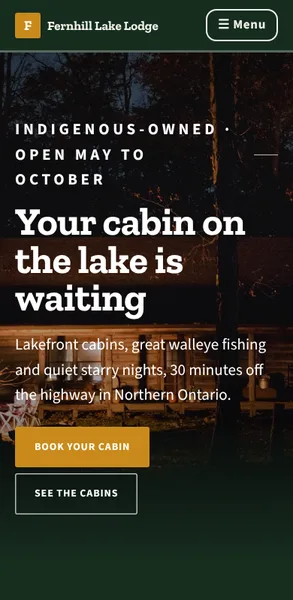 F
Fernhill Lake Lodge
☰ Menu
INDIGENOUS-OWNED ·
OPEN MAY TO
OCTOBER
Your cabin on
the lake is
waiting
Lakefront cabins, great walleye fishing
and quiet starry nights, 30 minutes off
the highway in Northern Ontario.
BOOK YOUR CABIN
SEE THE CABINS